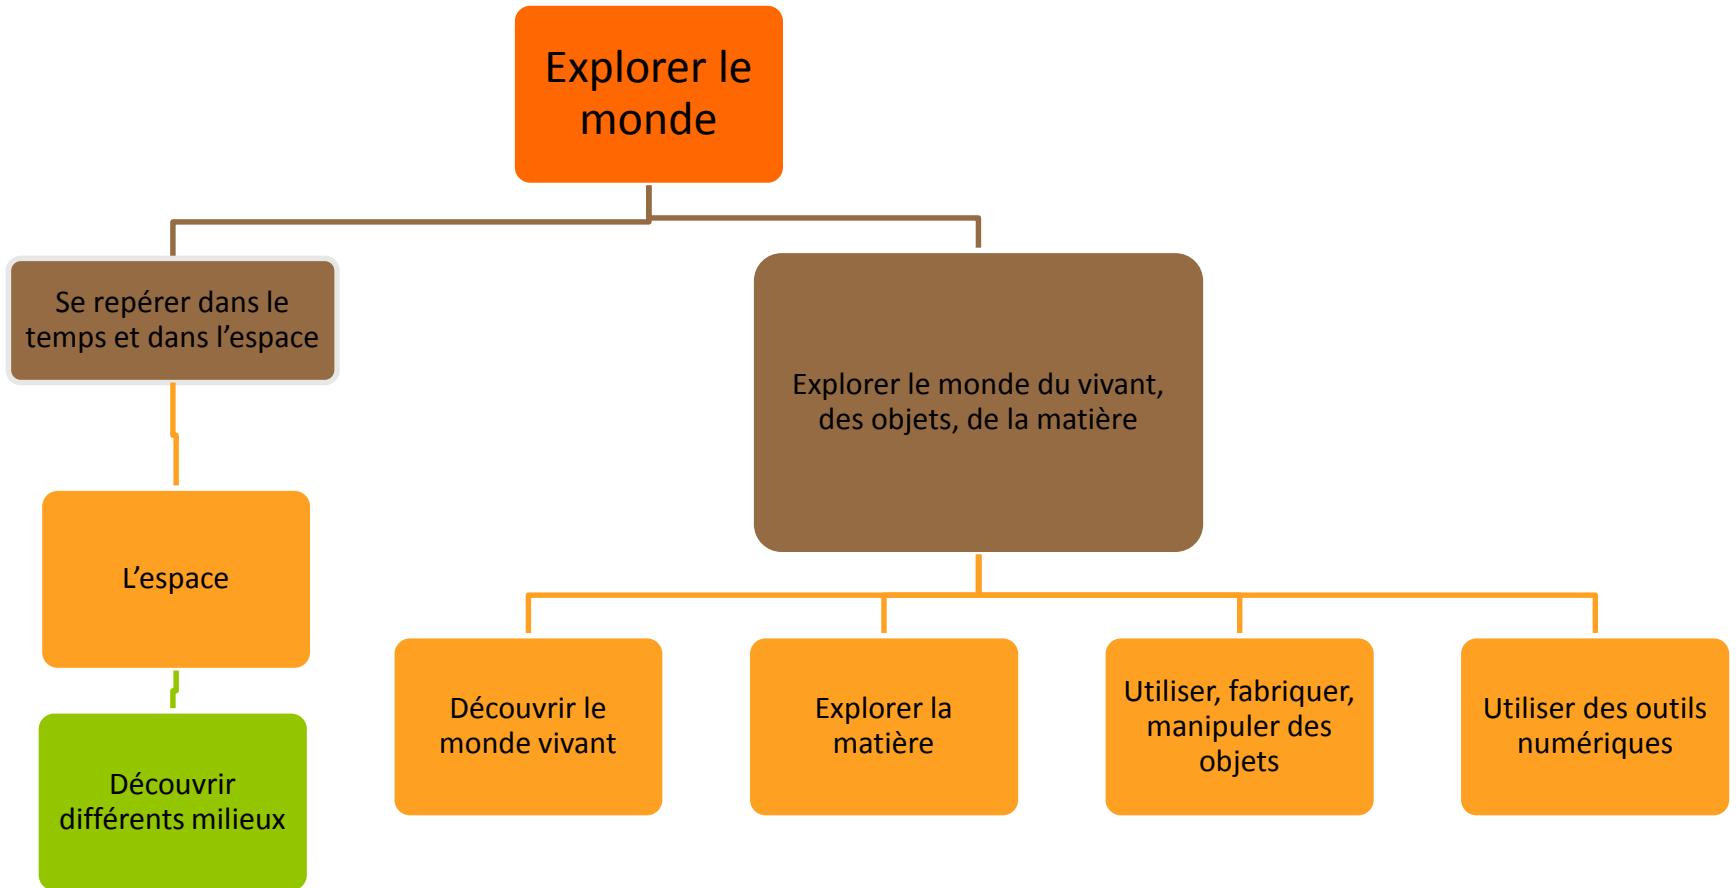 Explorer le
monde
Se repérer dans le
temps et dans l’espace
Explorer le monde du vivant,
des objets, de la matière
L’espace
Découvrir
différents milieux
Découvrir le
monde vivant
Explorer la
matière
Utiliser, fabriquer,
manipuler des
objets
Utiliser des outils
numériques